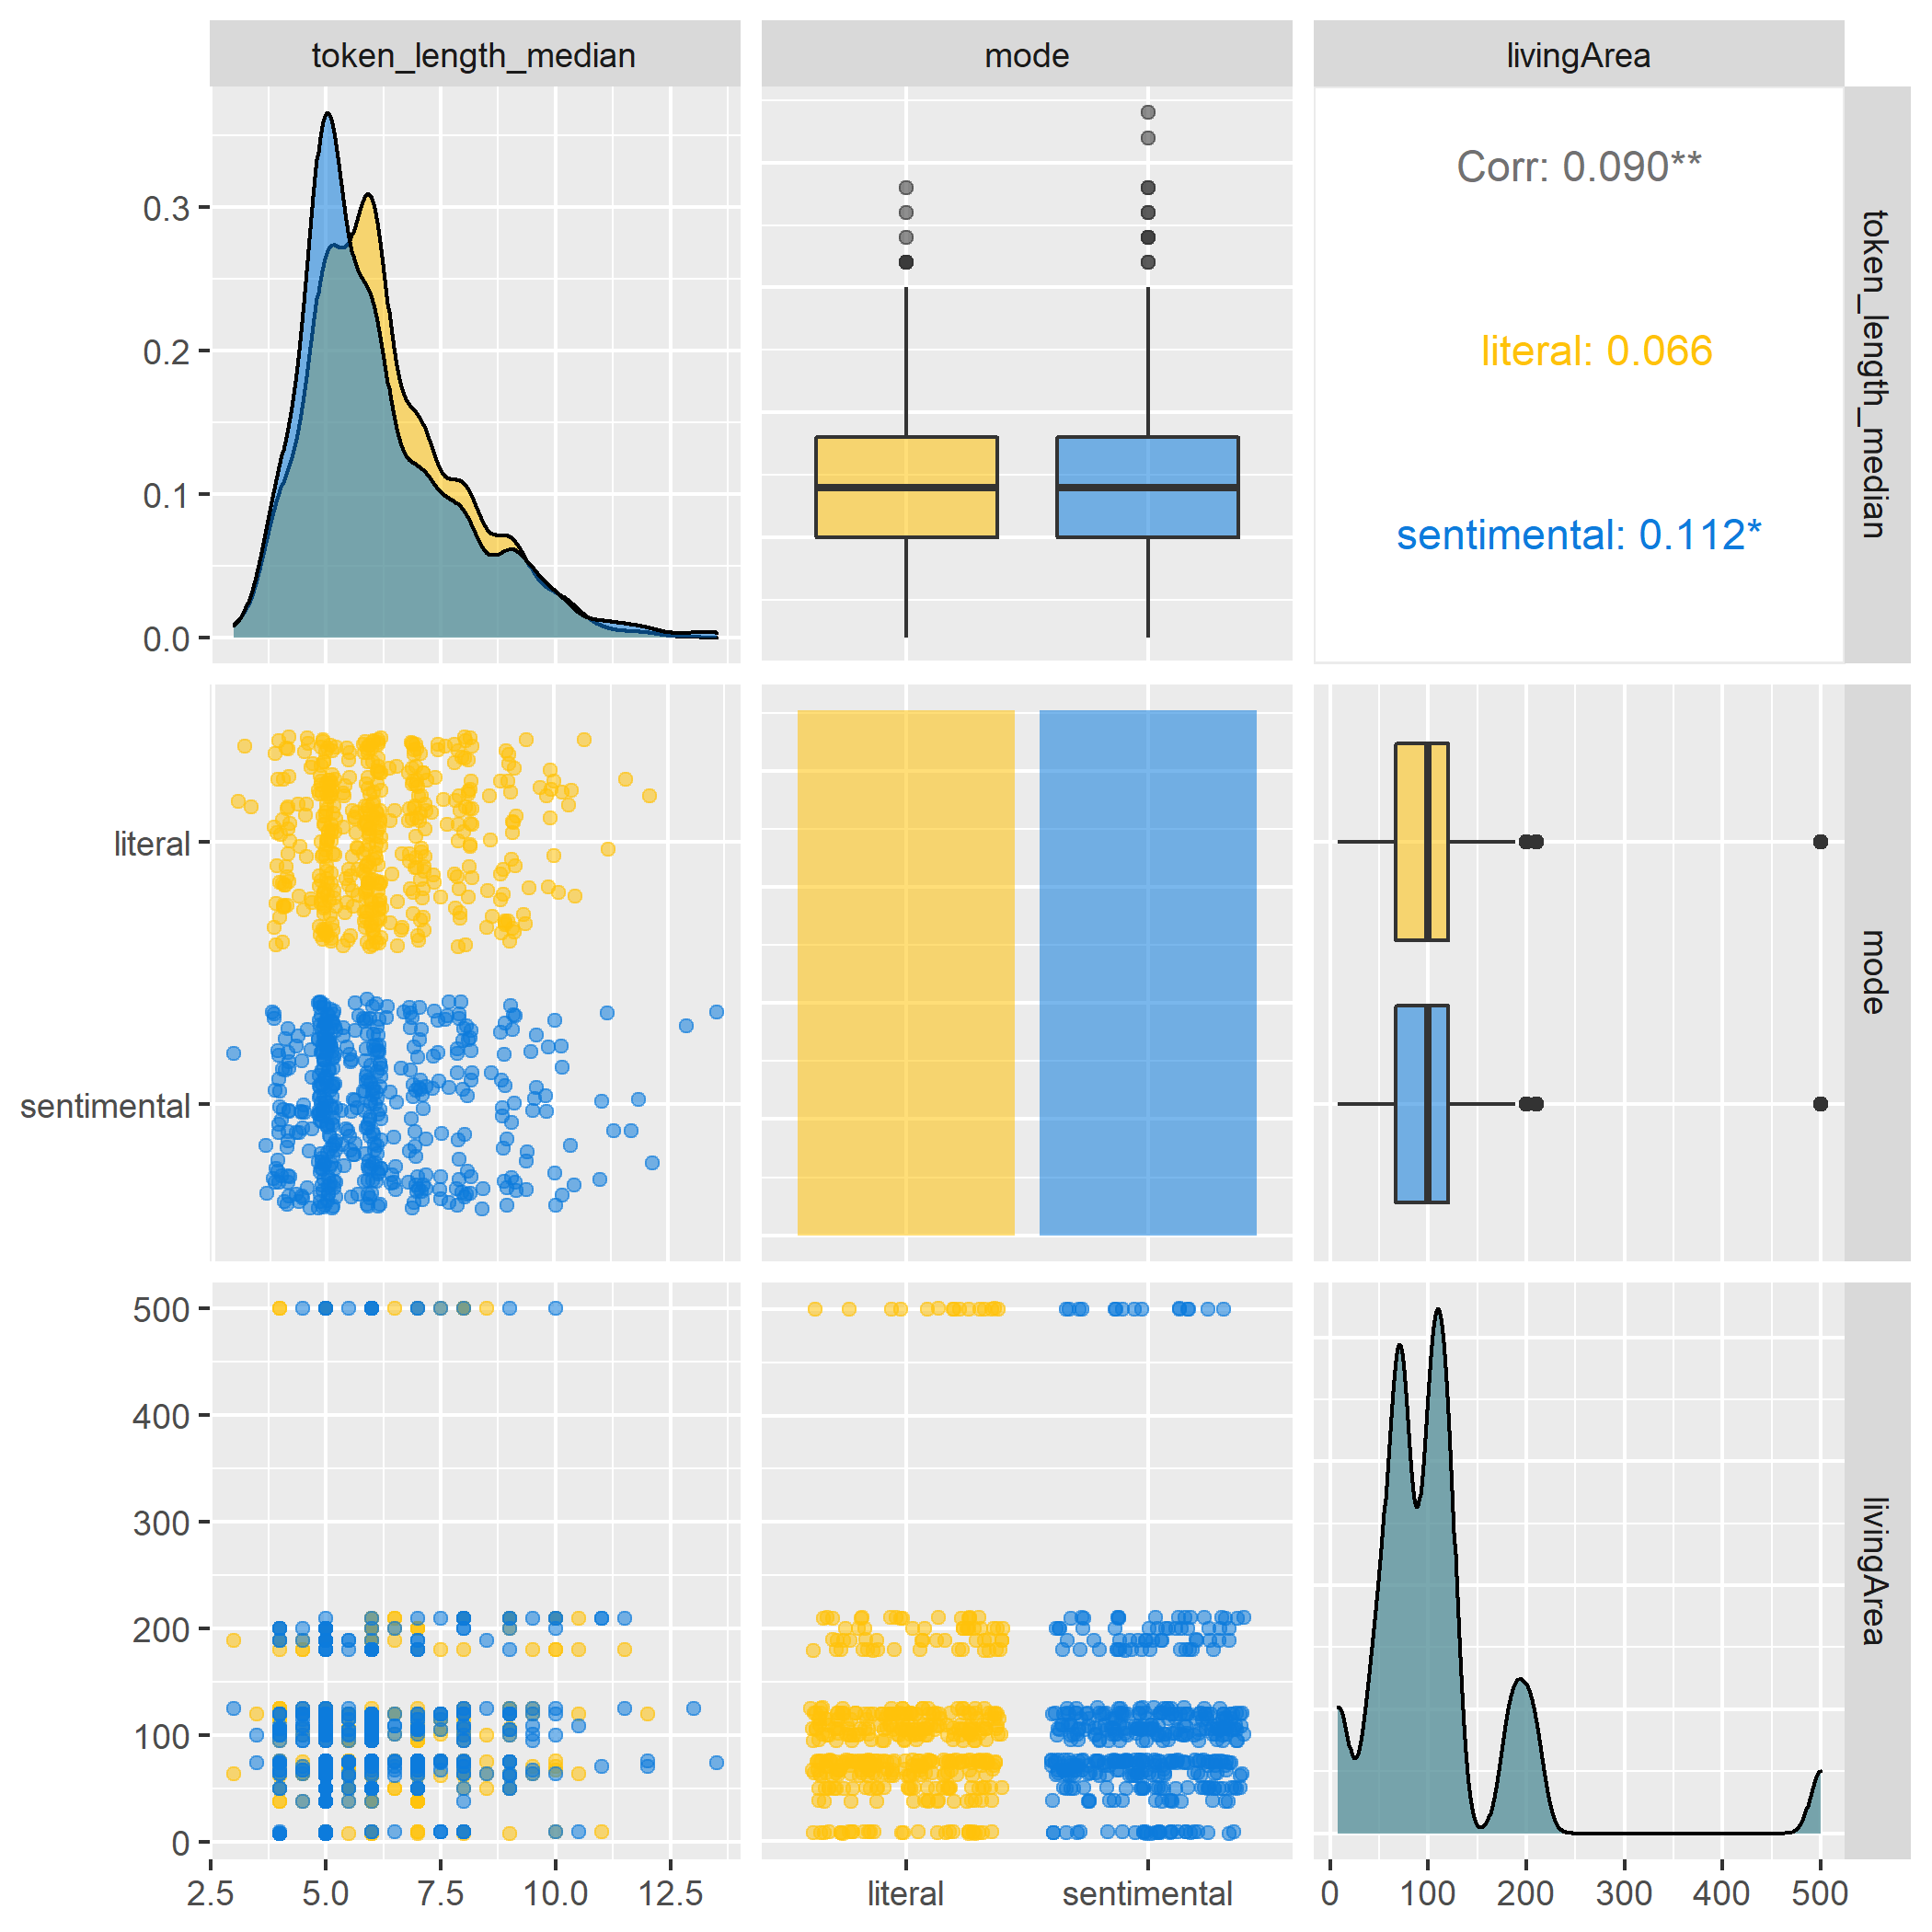 token_length_median
mode
livingArea
0.3
0.2
0.1
0.0
Corr: 0.090**
literal: 0.066
sentimental: 0.112*
token_length_median
literal
sentimental
mode
500
400
300
200
100
0
livingArea
2.5 5.0 7.5 10.0 12.5
literal sentimental
0 100 200 300 400 500